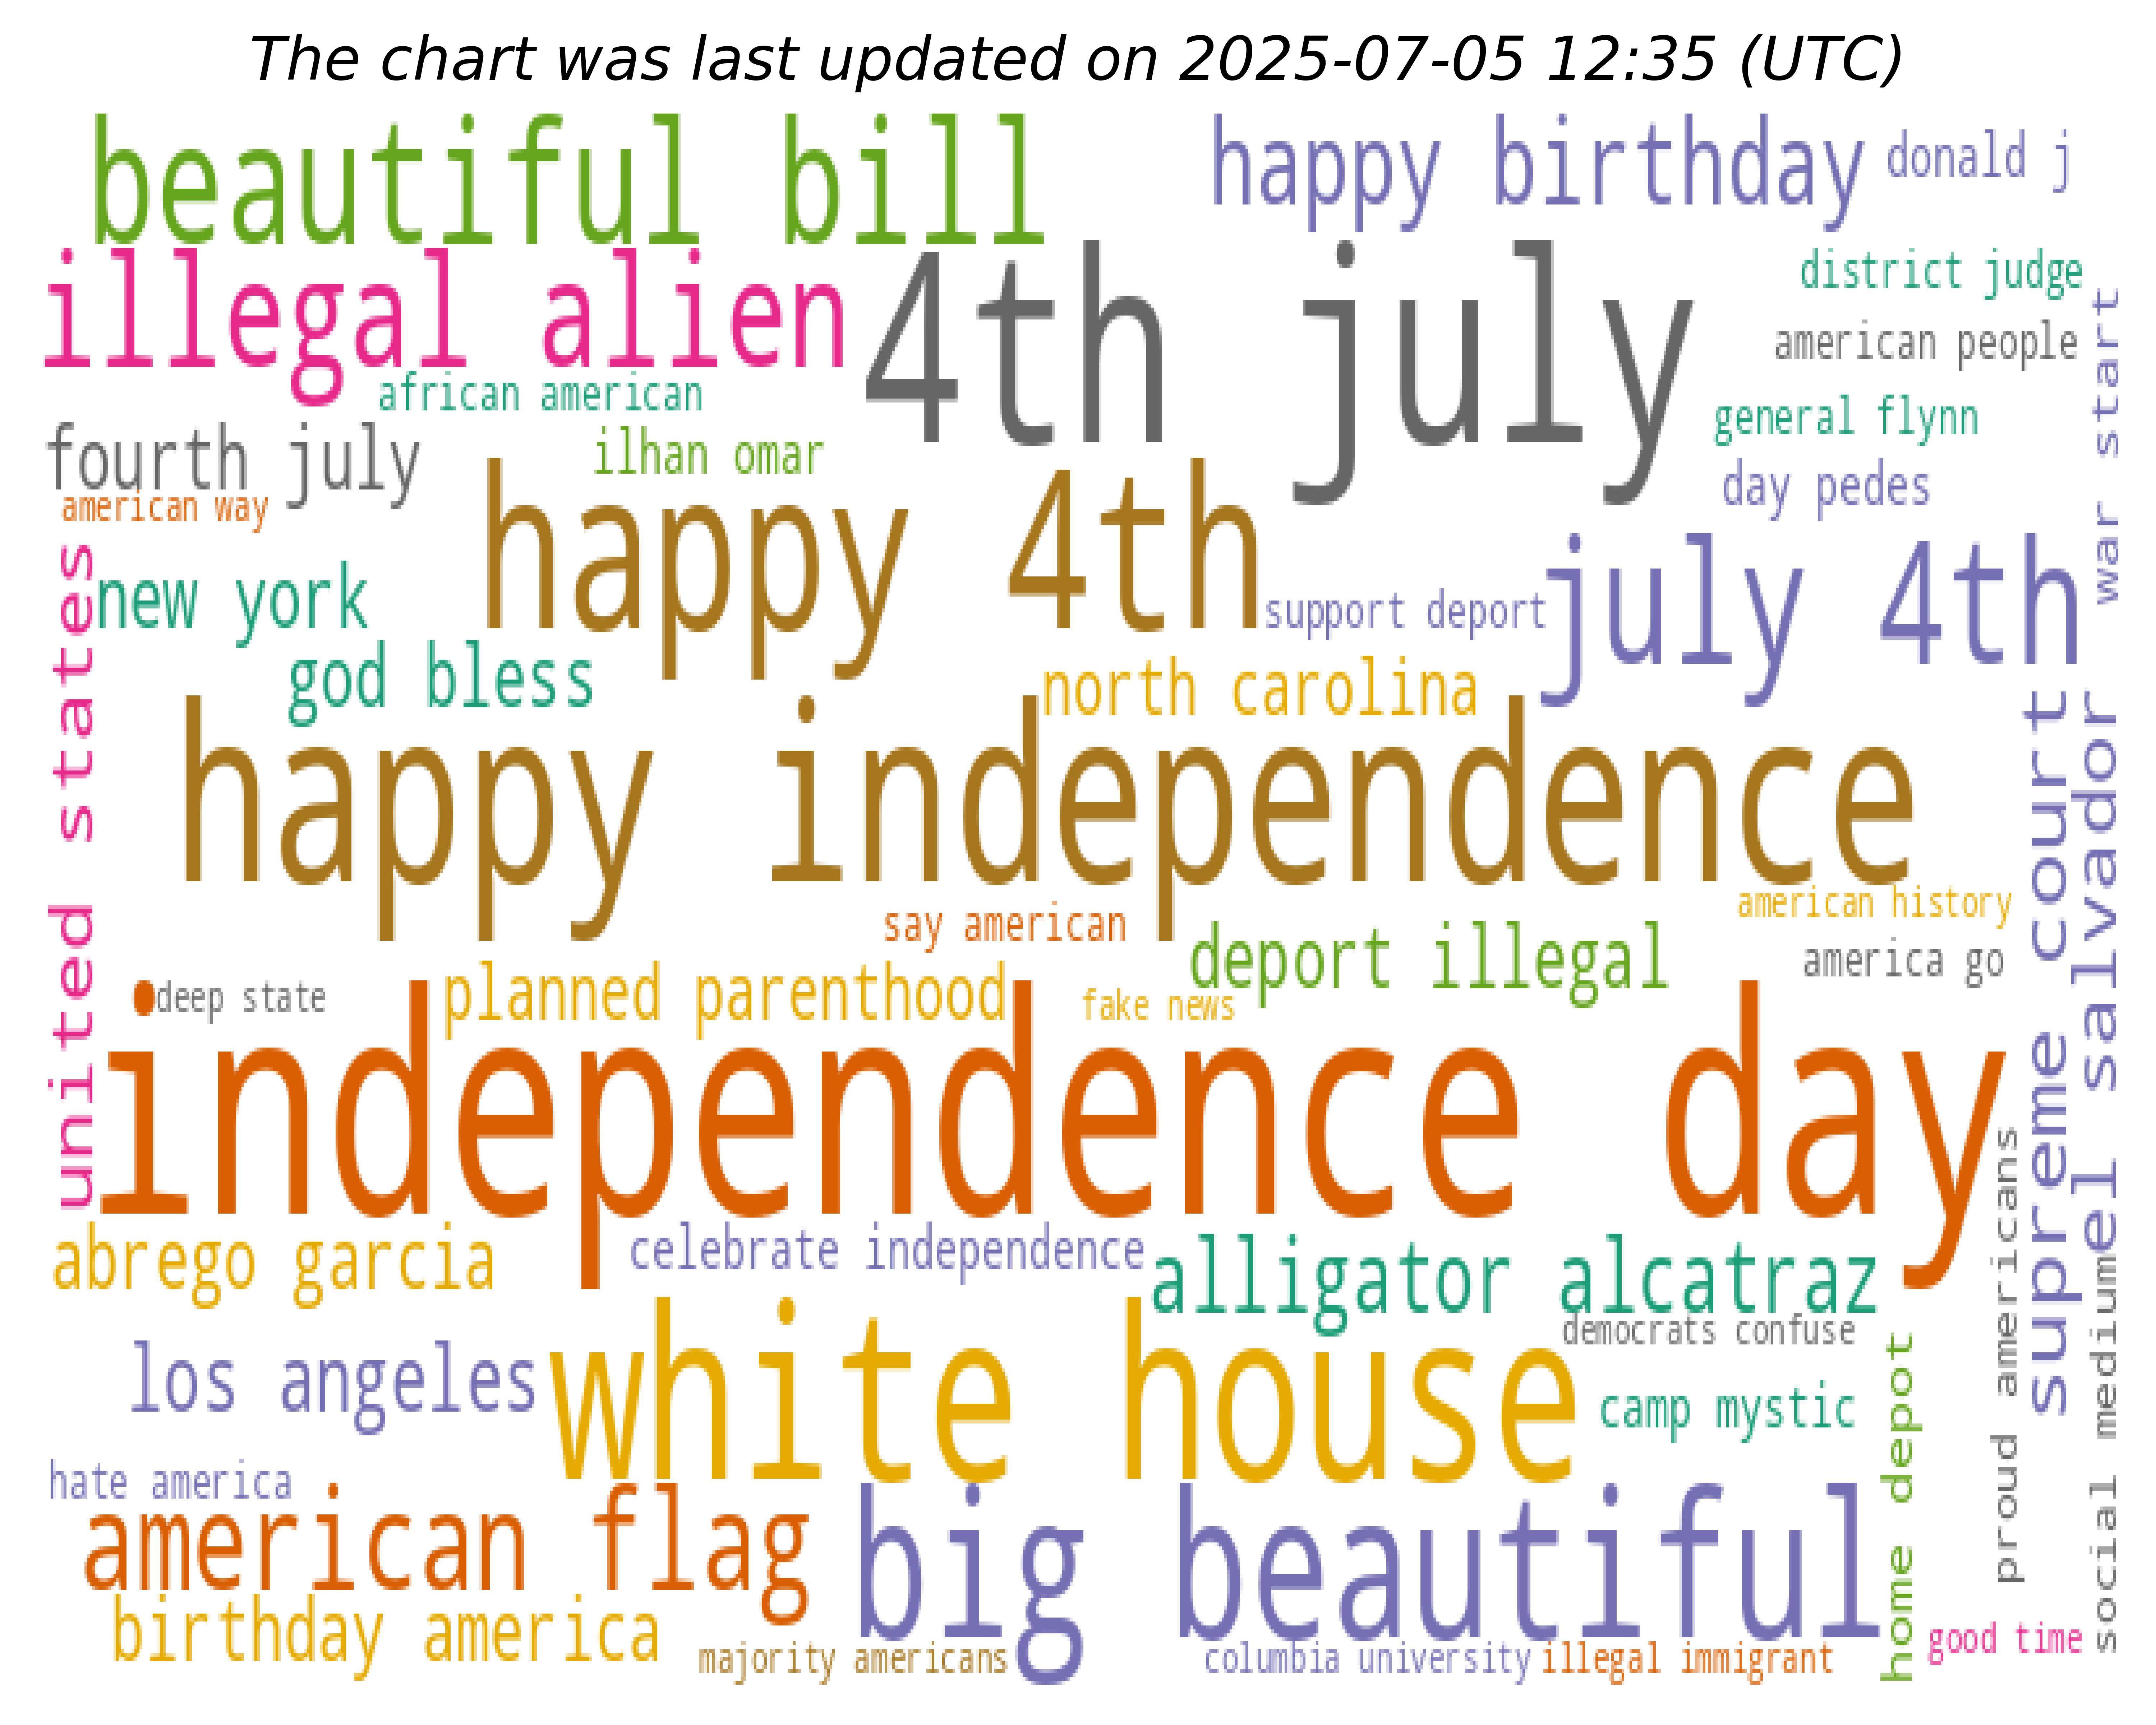 The chart was last updated on 2025-07-05 12:35 (UTC)
beautiful bill
happy birthday
donald j
illegal alien
4th july
district judge
american people
war start
african american
general flynn
fourth july
ilhan omar
day pedes
american way
happy 4th
july 4th
united states
new york
support deport
god bless
north carolina
supreme court
el salvador
happy independence
american history
say american
deport illegal
america go
deep state
planned parenthood
fake news
independence day
proud americans
abrego garcia
celebrate independence
alligator alcatraz
social medium
democrats confuse
white house
los angeles
camp mystic
home depot
hate america
american flag
big beautiful
birthday america
majority americans
columbia university
illegal immigrant
good time